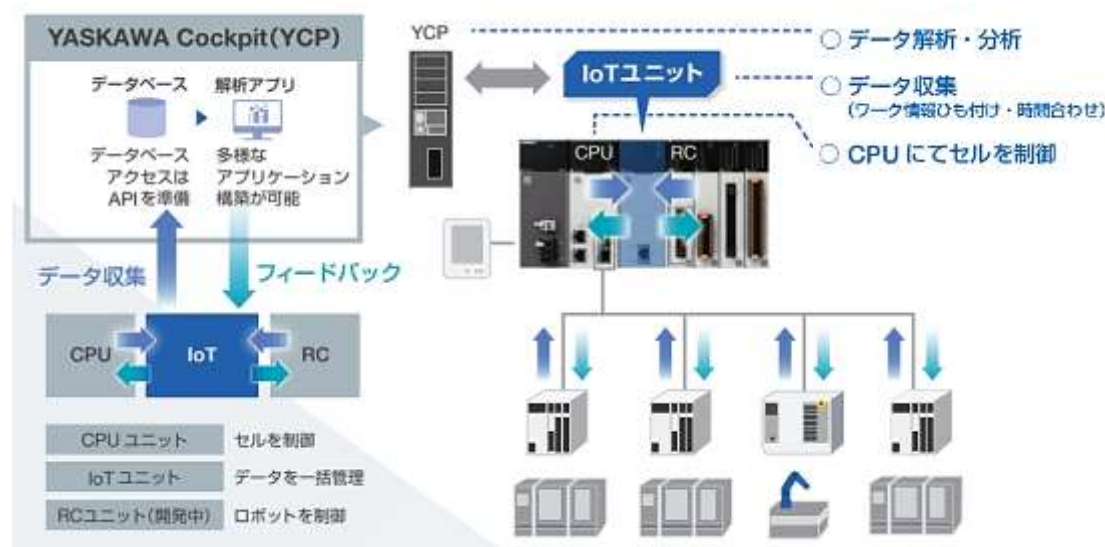 YASKAWA Cockpit(YCP)
データベース
解析アプリ
データベース
アクセスは
APIを準備
多様な
アプリケーション
構築が可能
データ収集
フィードバック
CPU
IoT
RC
CPUユニット
セルを制御
IoTユニット
データを一括管理
RCユニット(開発中)
ロボットを制御
YCP
IoTユニット
○ データ解析・分析
○ データ収集
(ワーク情報ひも付け・時間合わせ)
○ CPUにてセルを制御
CPU
RC